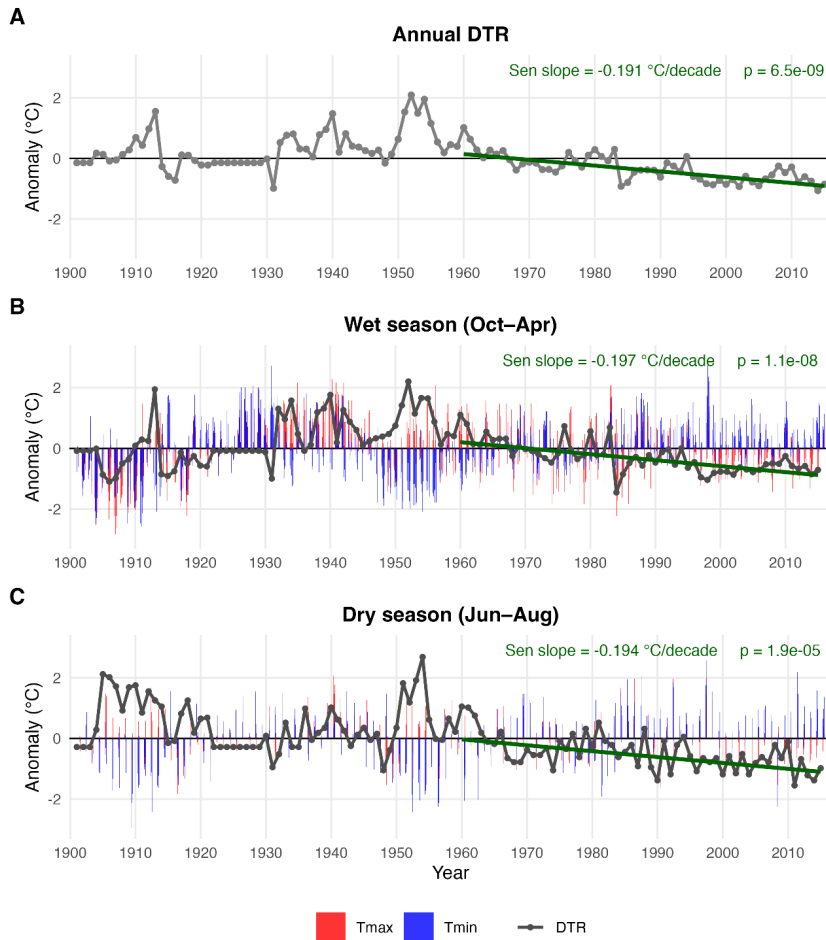 A
Annual DTR
Sen slope = -0.191 °C/decade p = 6.5e-09
Anomaly (°C)
2
0
-2
1900 1910 1920 1930 1940 1950 1960 1970 1980 1990 2000 2010
B
Wet season (Oct–Apr)
Sen slope = -0.197 °C/decade p = 1.1e-08
Anomaly (°C)
2
0
-2
1900 1910 1920 1930 1940 1950 1960 1970 1980 1990 2000 2010
C
Dry season (Jun–Aug)
Sen slope = -0.194 °C/decade p = 1.9e-05
Anomaly (°C)
2
0
-2
1900 1910 1920 1930 1940 1950 1960 1970 1980 1990 2000 2010
Year
Tmax Tmin DTR